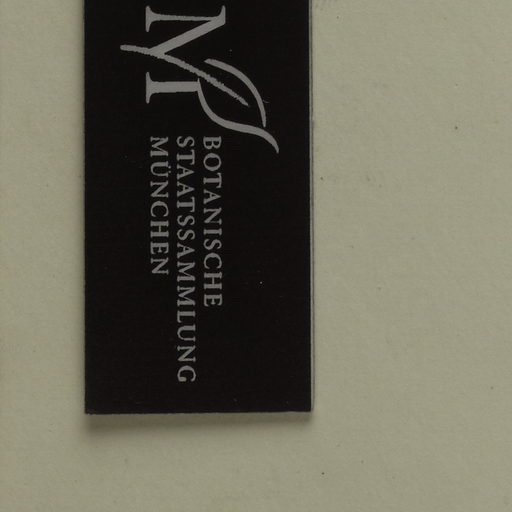 M
BOTANISCHE
STAATSSAMMLUNG
MÜNCHEN